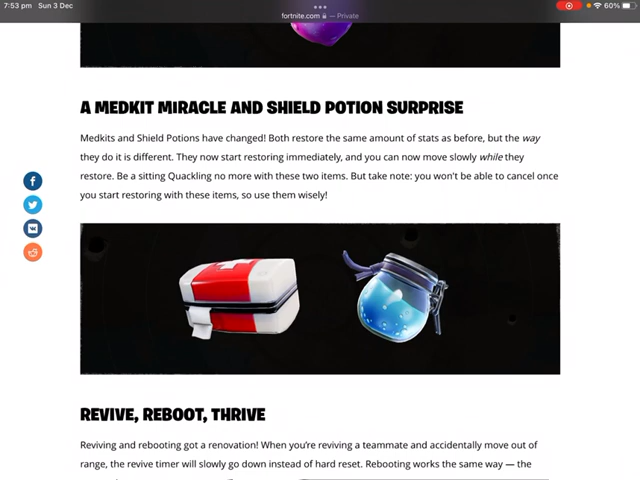 7:53 pm Sun 3 Dec
60%
fortnite.com — Private
A MEDKIT MIRACLE AND SHIELD POTION SURPRISE
Medkits and Shield Potions have changed! Both restore the same amount of stats as before, but the way
they do it is different. They now start restoring immediately, and you can now move slowly while they
restore. Be a sitting Quackling no more with these two items. But take note: you won't be able to cancel once
you start restoring with these items, so use them wisely!
REVIVE, REBOOT, THRIVE
Reviving and rebooting got a renovation! When you're reviving a teammate and accidentally move out of
range, the revive timer will slowly go down instead of hard reset. Rebooting works the same way — the